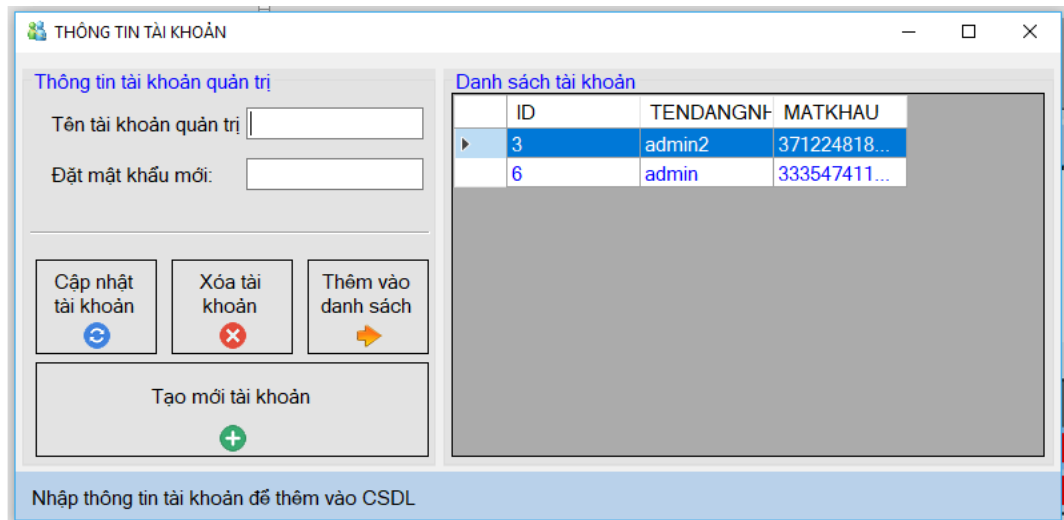 THÔNG TIN TÀI KHOẢN
Thông tin tài khoản quản trị
Tên tài khoản quản trị
Đặt mật khẩu mới:
Cập nhật
tài khoản
Xóa tài
khoản
Thêm vào
danh sách
Tạo mới tài khoản
Danh sách tài khoản
ID TENDANGNH MATKHAU
3 admin2 371224818...
6 admin 333547411...
Nhập thông tin tài khoản để thêm vào CSDL